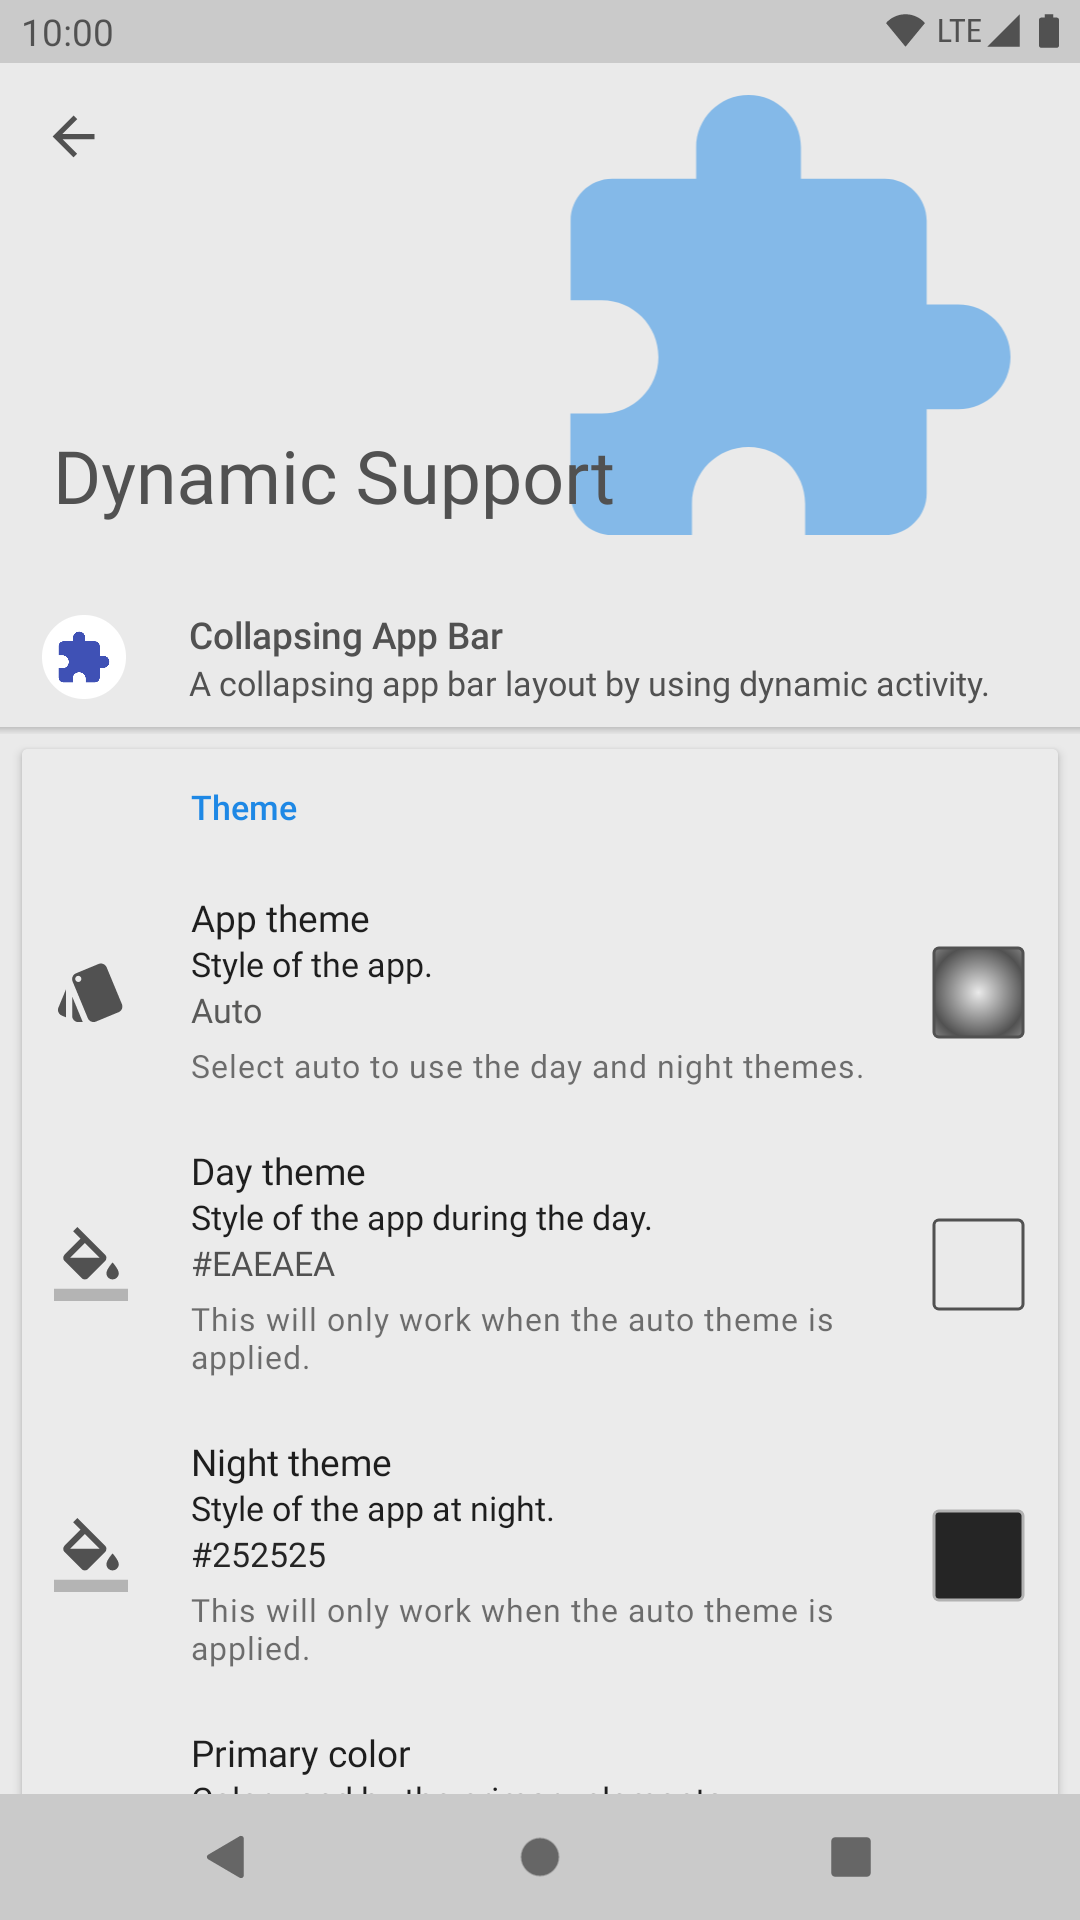 10:00
LTE
Dynamic Support
Collapsing App Bar
A collapsing app bar layout by using dynamic activity.
Theme
App theme
Style of the app.
Auto
Select auto to use the day and night themes.
Day theme
Style of the app during the day.
#EAEAEA
This will only work when the auto theme is
applied.
Night theme
Style of the app at night.
#252525
This will only work when the auto theme is
applied.
Primary color